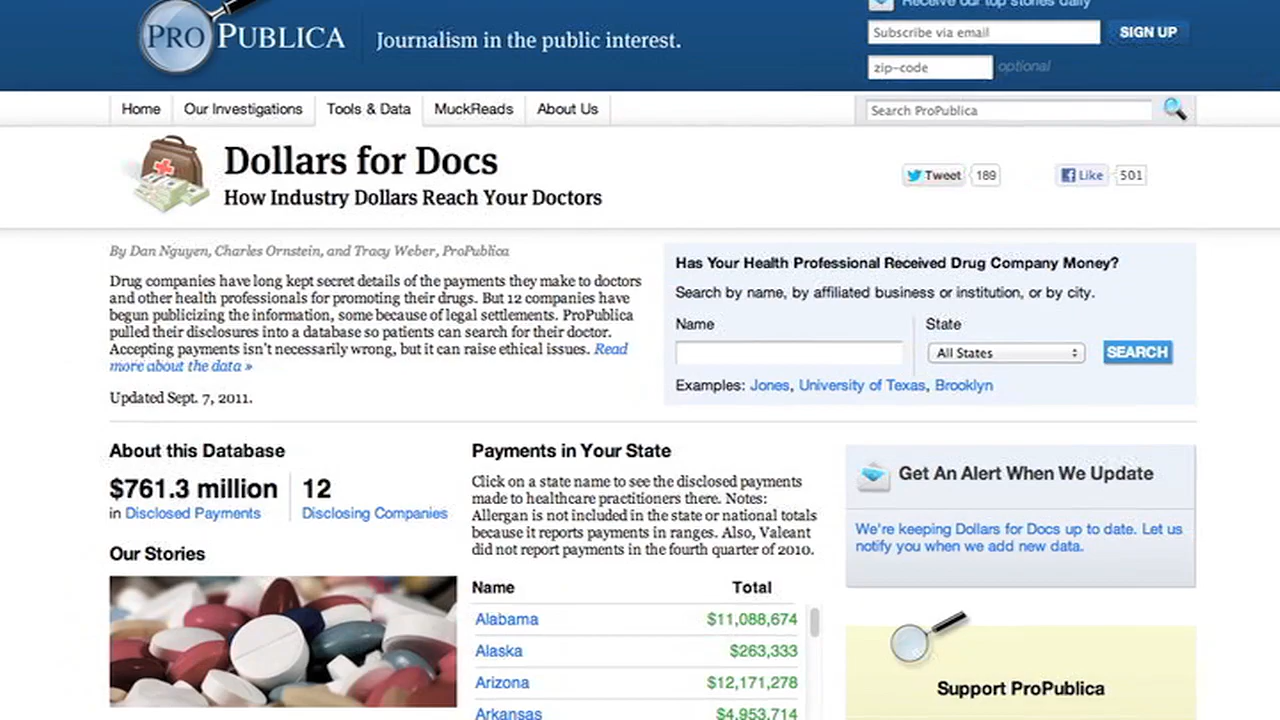 Receive our top stories daily
PROPUBLICA
Journalism in the public interest.
Subscribe via email
SIGN UP
zip-code
optional
Home
Our Investigations
Tools & Data
MuckReads
About Us
Search ProPublica
Dollars for Docs
How Industry Dollars Reach Your Doctors
Tweet
189
Like
501
By Dan Nguyen, Charles Ornstein, and Tracy Weber, ProPublica
Drug companies have long kept secret details of the payments they make to doctors
and other health professionals for promoting their drugs. But 12 companies have
begun publicizing the information, some because of legal settlements. ProPublica
pulled their disclosures into a database so patients can search for their doctor.
Accepting payments isn't necessarily wrong, but it can raise ethical issues. Read
more about the data »
Updated Sept. 7, 2011.
Has Your Health Professional Received Drug Company Money?
Search by name, by affiliated business or institution, or by city.
Name
State
All States
SEARCH
Examples: Jones, University of Texas, Brooklyn
About this Database
$761.3 million
in Disclosed Payments
12
Disclosing Companies
Our Stories
Payments in Your State
Click on a state name to see the disclosed payments
made to healthcare practitioners there. Notes:
Allergan is not included in the state or national totals
because it reports payments in ranges. Also, Valeant
did not report payments in the fourth quarter of 2010.
Name Total
Alabama $11,088,674
Alaska $263,333
Arizona $12,171,278
Arkansas $4,953,714
Get An Alert When We Update
We're keeping Dollars for Docs up to date. Let us
notify you when we add new data.
Support ProPublica